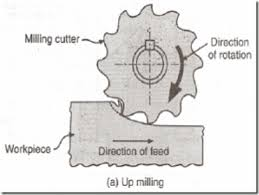 Milling cutter
Direction
of rotation
Workpiece
Direction of feed
(a) Up milling